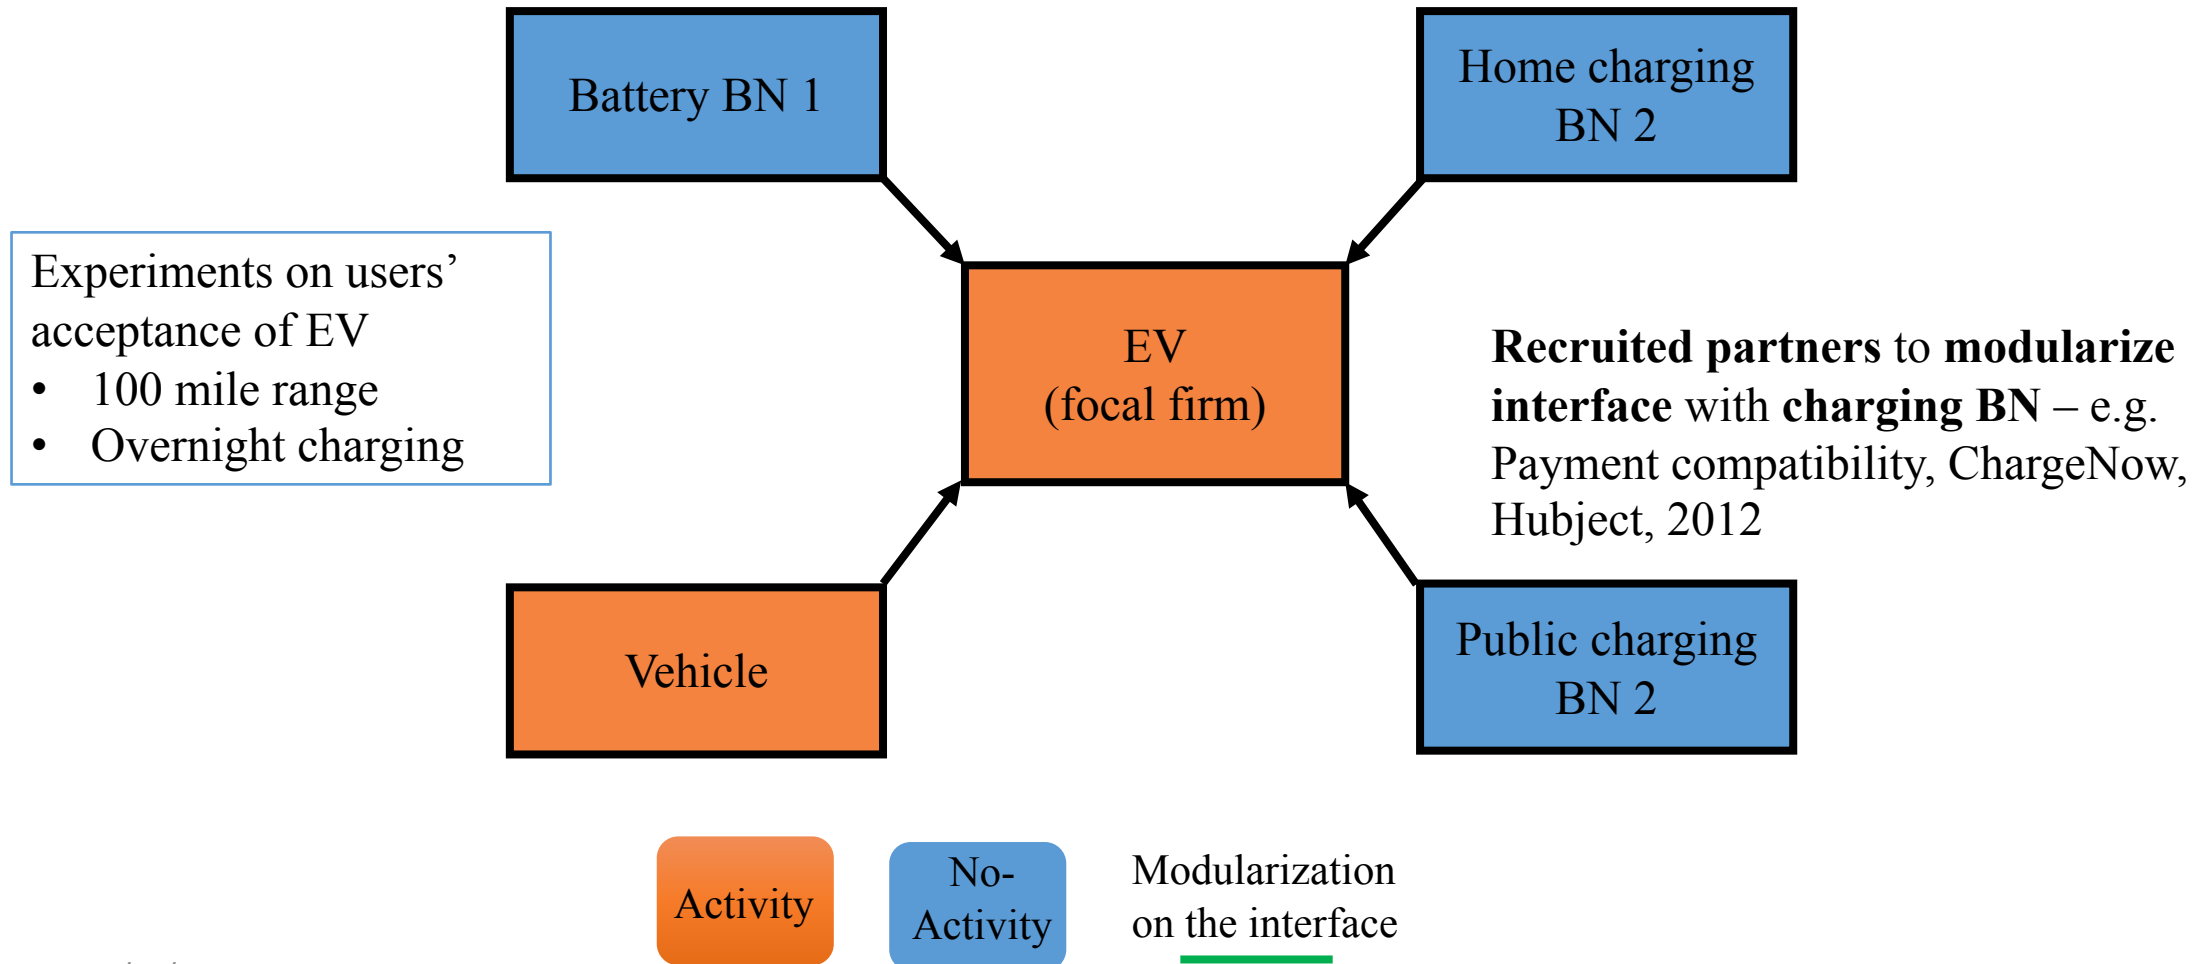 Battery BN 1
Home charging
BN 2
Experiments on users’
acceptance of EV
• 100 mile range
• Overnight charging
EV
(focal firm)
Recruited partners to modularize
interface with charging BN – e.g.
Payment compatibility, ChargeNow,
Hubject, 2012
Vehicle
Public charging
BN 2
Activity
No-
Activity
Modularization
on the interface